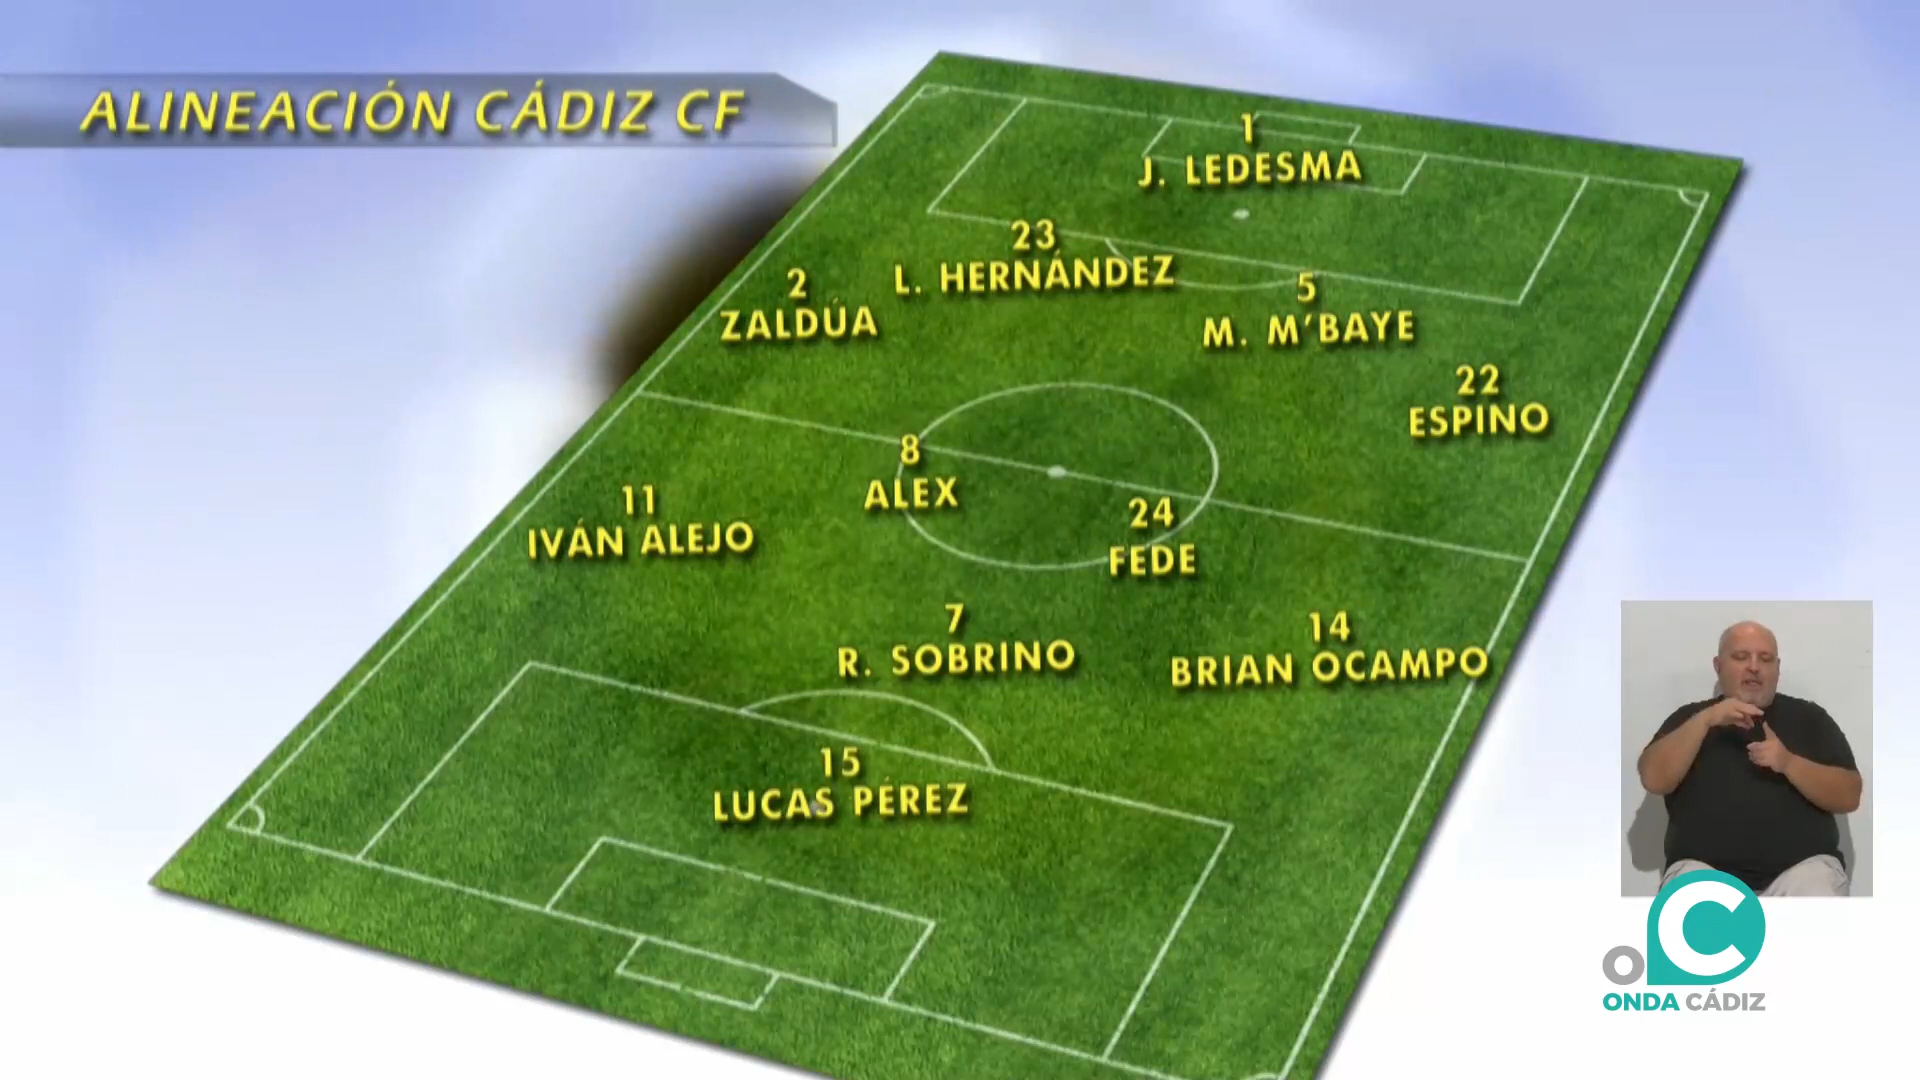 ALINEACIÓN CÁDIZ CF
1
J. LEDESMA
23
L. HERNÁNDEZ
2
ZALDÚA
5
M. M'BAYE
22
ESPINO
8
ALEX
11
IVÁN ALEJO
24
FEDE
7
R. SOBRINO
14
BRIAN OCAMPO
15
LUCAS PÉREZ
OC
ONDA CÁDIZ